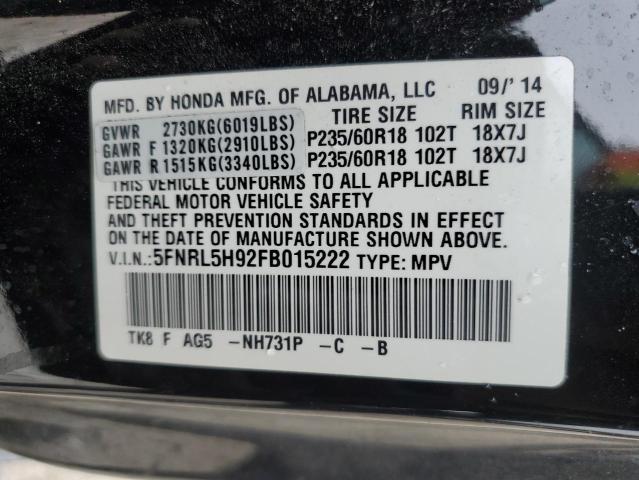 MFD. BY HONDA MFG. OF ALABAMA, LLC 09/'14
TIRE SIZE RIM SIZE
GVWR 2730KG(6019LBS)
GAWR F 1320KG(2910LBS) P235/60R18 102T 18X7J
GAWR R 1515KG(3340LBS) P235/60R18 102T 18X7J
THIS VEHICLE CONFORMS TO ALL APPLICABLE
FEDERAL MOTOR VEHICLE SAFETY
AND THEFT PREVENTION STANDARDS IN EFFECT
ON THE DATE OF MANUFACTURE SHOWN ABOVE.
V.I.N.:5FNRL5H92FB015222 TYPE: MPV
TK8 F AG5 -NH731P -C -B